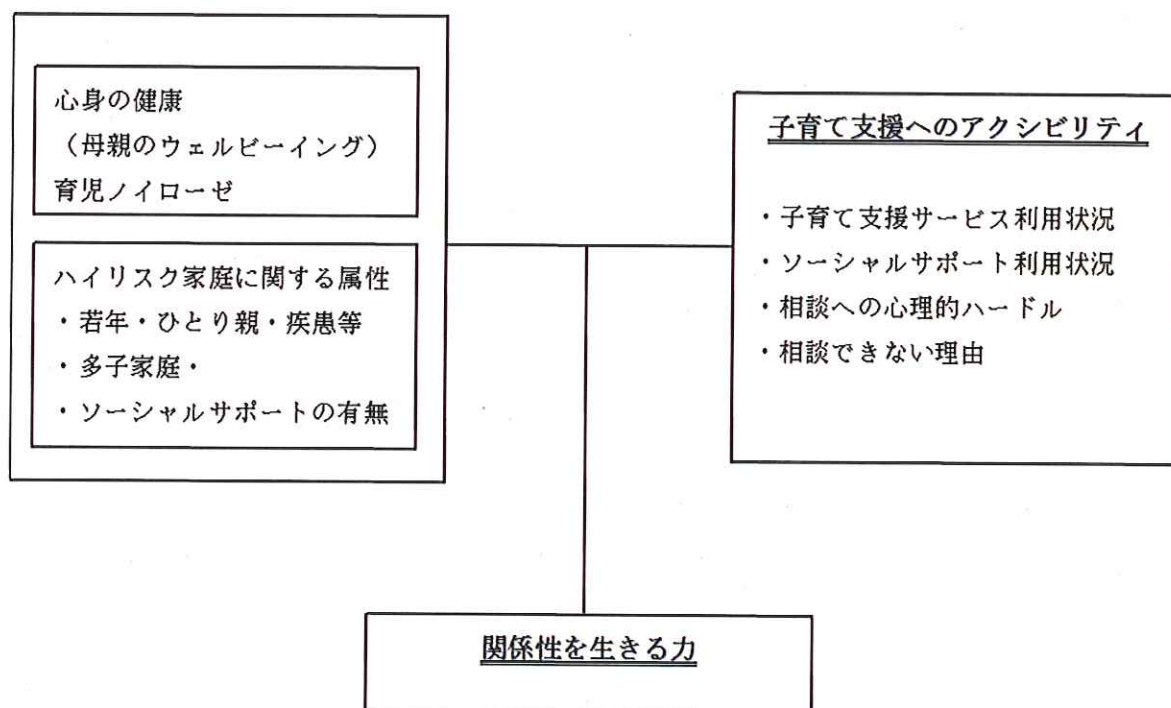 心身の健康
（母親のウェルビーイング）
育児ノイローゼ
ハイリスク家庭に関する属性
・若年・ひとり親・疾患等
・多子家庭・
・ソーシャルサポートの有無
子育て支援へのアクシビリティ
・子育て支援サービス利用状況
・ソーシャルサポート利用状況
・相談への心理的ハードル
・相談できない理由
関係性を生きる力